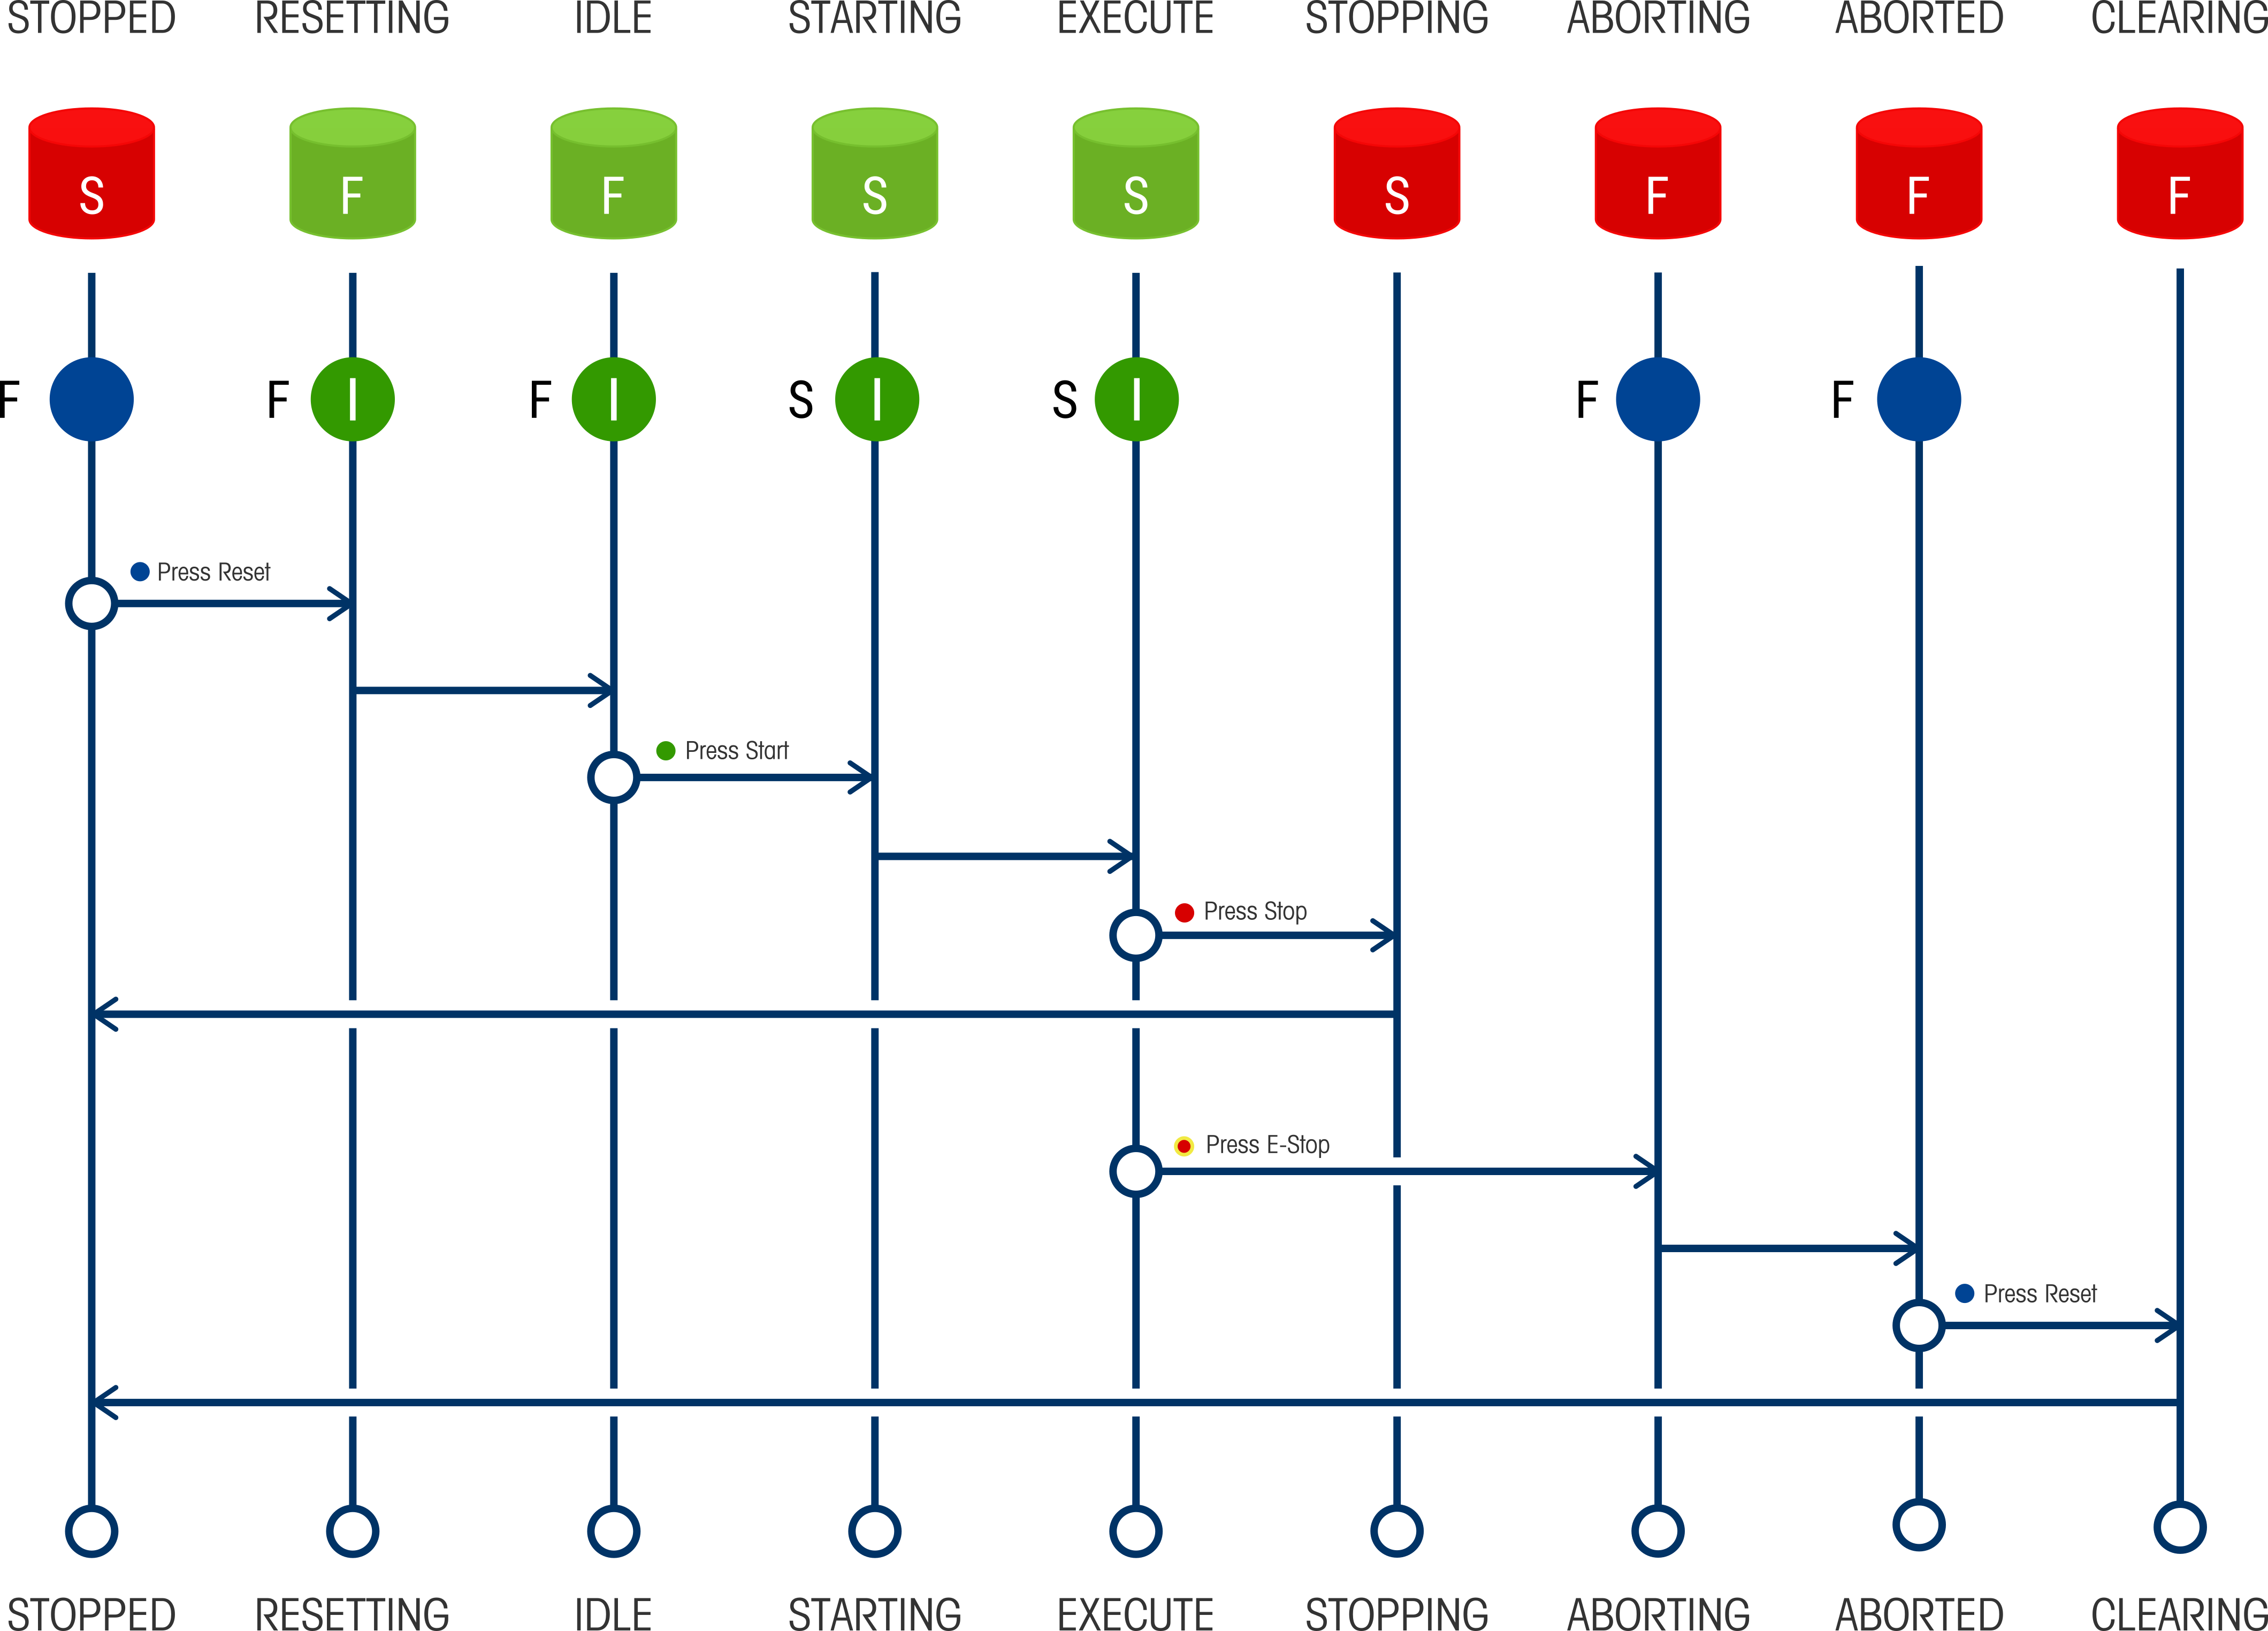 STOPPED RESETTING IDLE STARTING EXECUTE STOPPING ABORTING ABORTED CLEARING
S F F S S S F F F
F F I F I S I S I F F
Press Reset
Press Start
Press Stop
Press E-Stop
Press Reset
STOPPED RESETTING IDLE STARTING EXECUTE STOPPING ABORTING ABORTED CLEARING